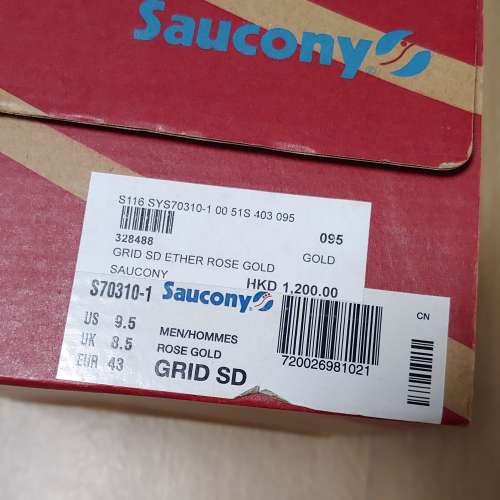 Saucony®
S116 SYS70310-1 00 51S 403 095
328488 095
GRID SD ETHER ROSE GOLD GOLD
SAUCONY HKD 1,200.00
S70310-1 Saucony
CN
US 9.5
UK 8.5
EUR 43
MEN/HOMMES
ROSE GOLD
GRID SD
720026981021